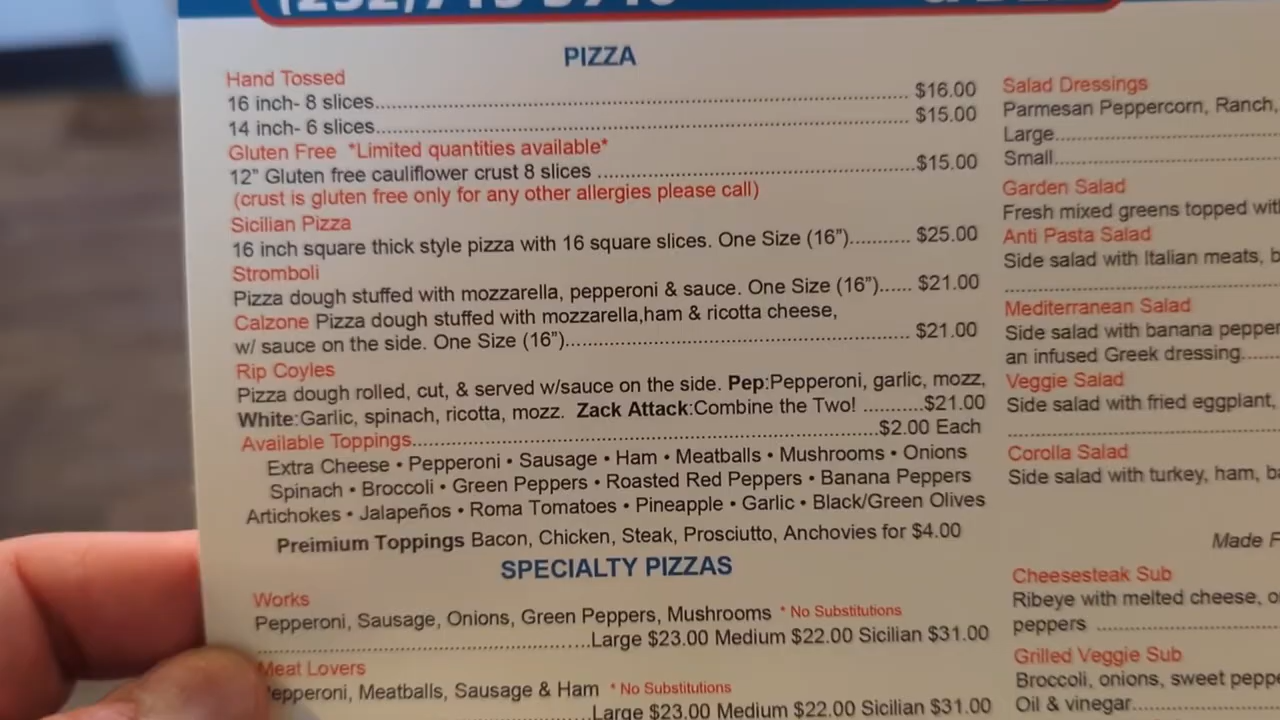 PIZZA
Hand Tossed
16 inch- 8 slices.......... $16.00
14 inch- 6 slices.......... $15.00
Gluten Free *Limited quantities available*
12” Gluten free cauliflower crust 8 slices ..........$15.00
(crust is gluten free only for any other allergies please call)
Sicilian Pizza
16 inch square thick style pizza with 16 square slices. One Size (16”).......... $25.00
Stromboli
Pizza dough stuffed with mozzarella, pepperoni & sauce. One Size (16”)...... $21.00
Calzone Pizza dough stuffed with mozzarella,ham & ricotta cheese,
w/ sauce on the side. One Size (16”).......... $21.00
Rip Coyles
Pizza dough rolled, cut, & served w/sauce on the side. Pep:Pepperoni, garlic, mozz,
White:Garlic, spinach, ricotta, mozz. Zack Attack:Combine the Two! ..........$21.00
Available Toppings..........$2.00 Each
Extra Cheese • Pepperoni • Sausage • Ham • Meatballs • Mushrooms • Onions
Spinach • Broccoli • Green Peppers • Roasted Red Peppers • Banana Peppers
Artichokes • Jalapeños • Roma Tomatoes • Pineapple • Garlic • Black/Green Olives
Preimium Toppings Bacon, Chicken, Steak, Prosciutto, Anchovies for $4.00
SPECIALTY PIZZAS
Works
Pepperoni, Sausage, Onions, Green Peppers, Mushrooms * No Substitutions
..........Large $23.00 Medium $22.00 Sicilian $31.00
Meat Lovers
Pepperoni, Meatballs, Sausage & Ham * No Substitutions
..........Large $23.00 Medium $22.00 Sicilian $31.00
Salad Dressings
Parmesan Peppercorn, Ranch,
Large..........
Small..........
Garden Salad
Fresh mixed greens topped with
Anti Pasta Salad
Side salad with Italian meats,
Mediterranean Salad
Side salad with banana pepper
an infused Greek dressing.......
Veggie Salad
Side salad with fried eggplant,
Corolla Salad
Side salad with turkey, ham,
Made
Cheesesteak Sub
Ribeye with melted cheese,
peppers ..........
Grilled Veggie Sub
Broccoli, onions, sweet
Oil & vinegar..........